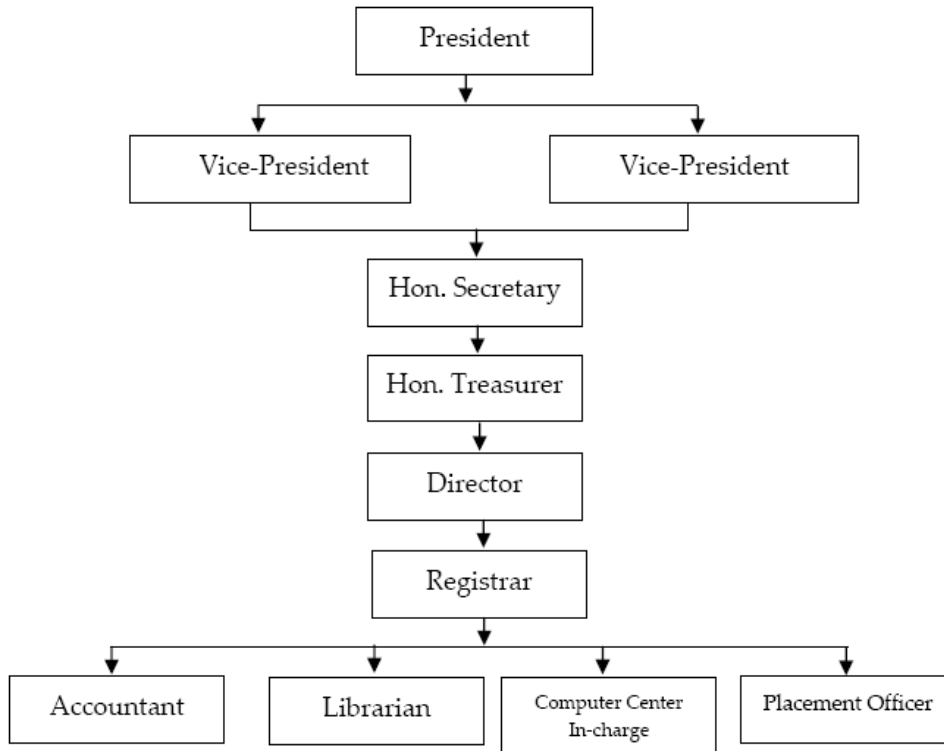 President
Vice-President
Vice-President
Hon. Secretary
Hon. Treasurer
Director
Registrar
Accountant
Librarian
Computer Center
In-charge
Placement Officer